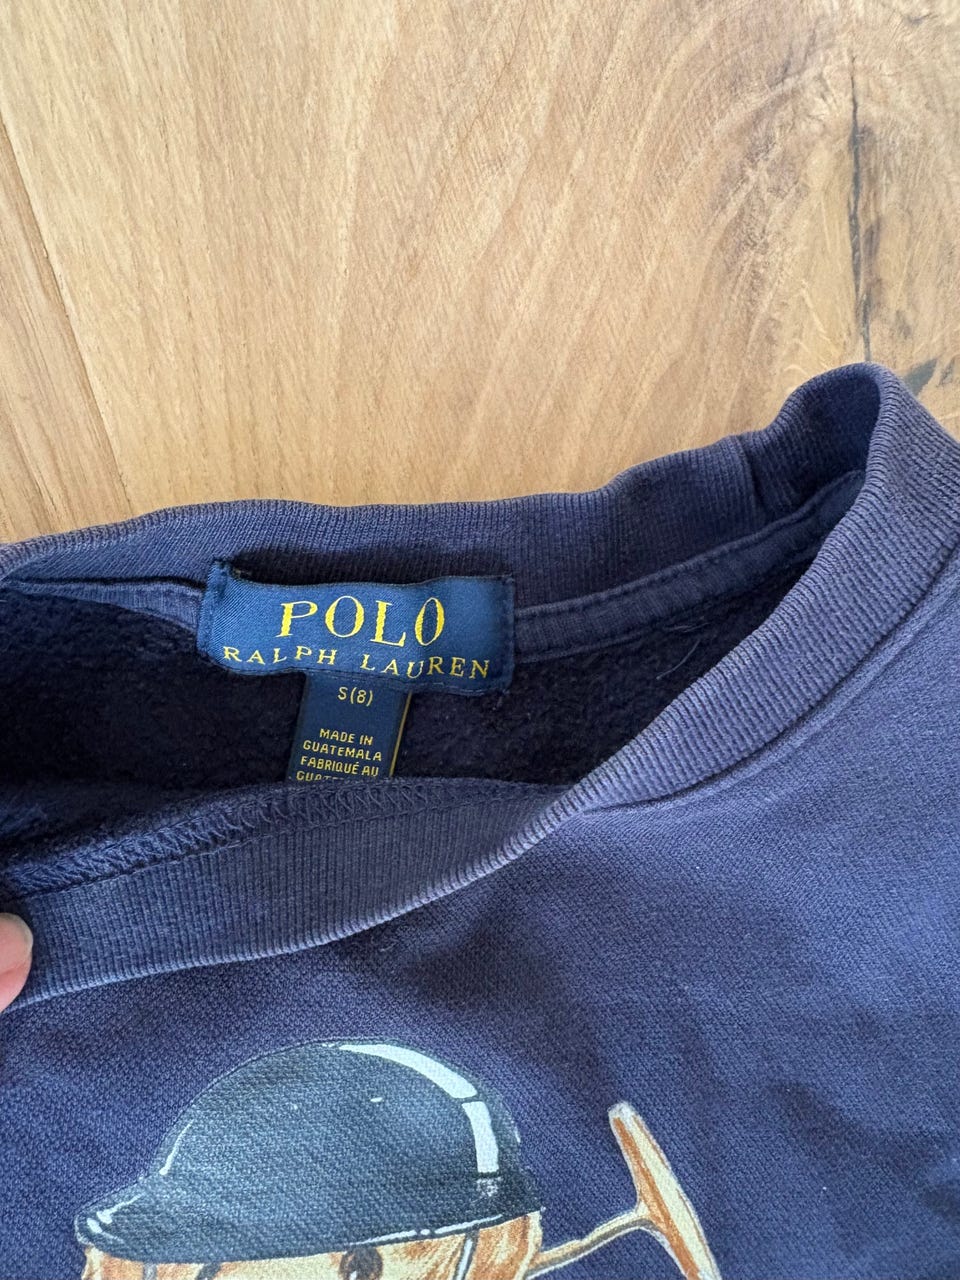 POLO
RALPH LAUREN
S(8)
MADE IN
GUATEMALA
FABRIQUÉ AU